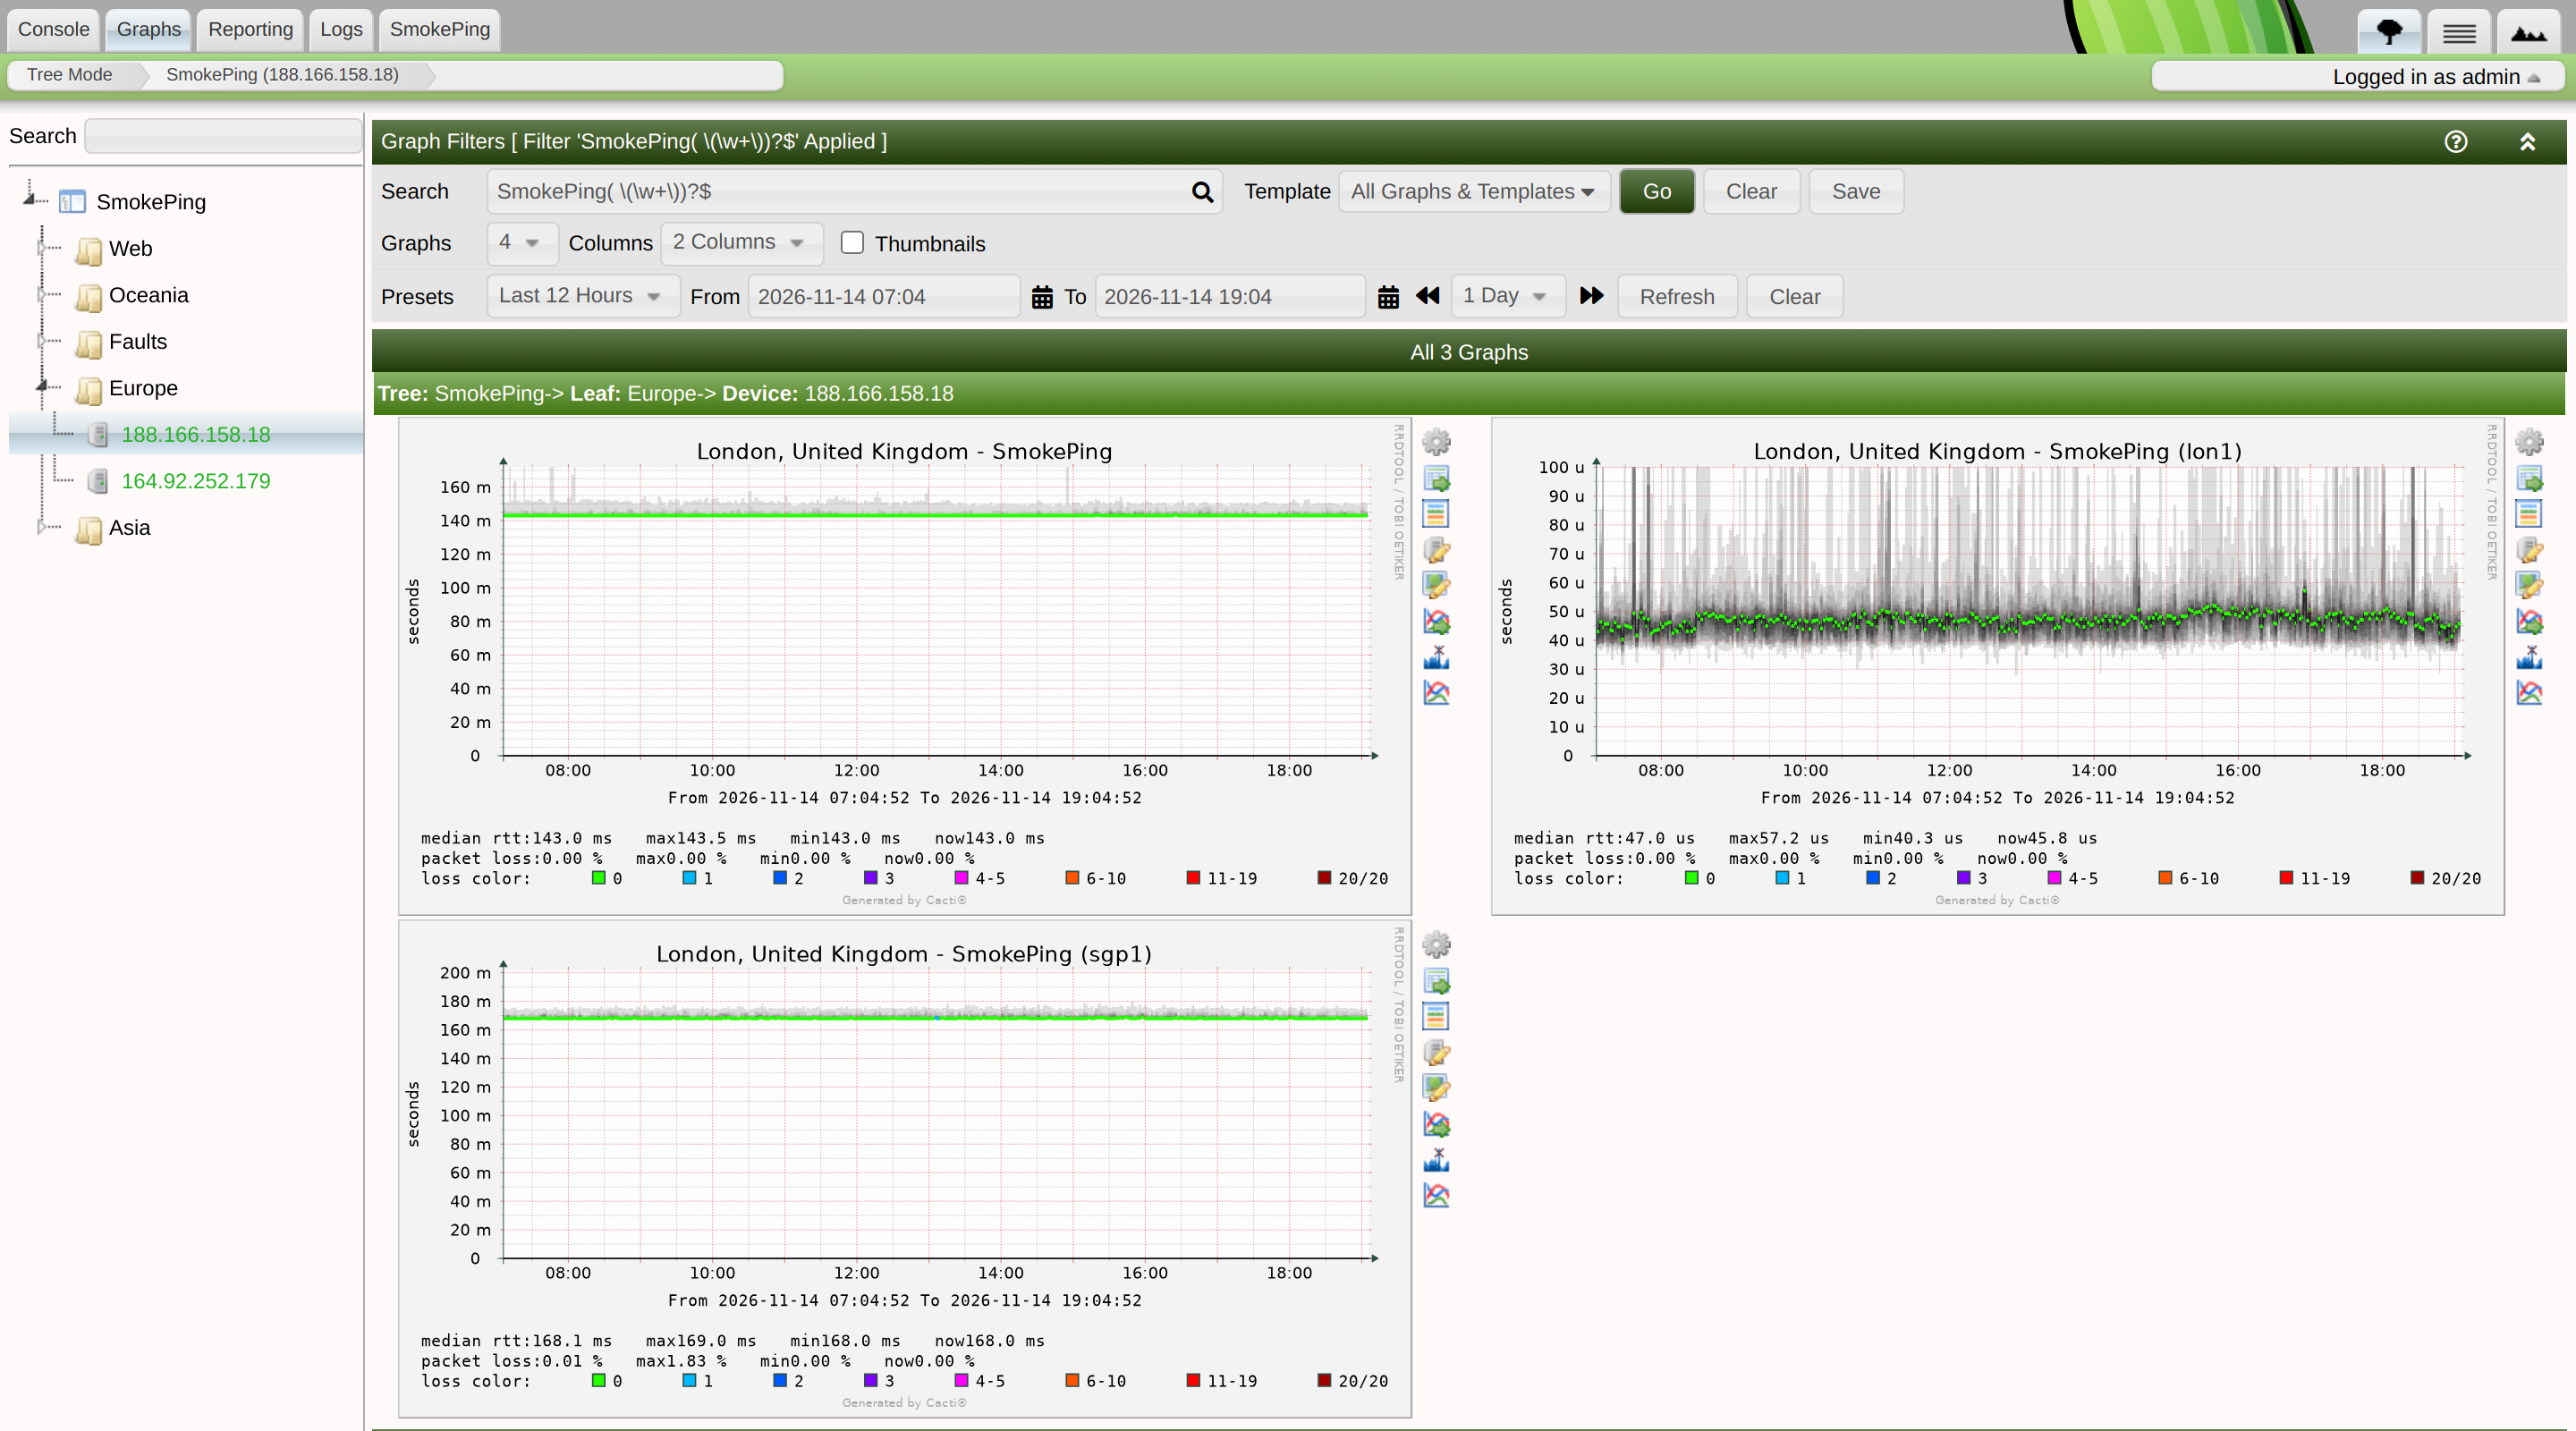 Console Graphs Reporting Logs SmokePing
Tree Mode SmokePing (188.166.158.18)
Logged in as admin
Search
SmokePing
Web
Oceania
Faults
Europe
188.166.158.18
164.92.252.179
Asia
Graph Filters [ Filter 'SmokePing( \(\w+\))?$' Applied ]
Search SmokePing( \(\w+\))?$ Template All Graphs & Templates Go Clear Save
Graphs 4 Columns 2 Columns Thumbnails
Presets Last 12 Hours From 2026-11-14 07:04 To 2026-11-14 19:04 1 Day Refresh Clear
All 3 Graphs
Tree: SmokePing-> Leaf: Europe-> Device: 188.166.158.18
London, United Kingdom - SmokePing
RRDTOOL / TOBI OETIKER
seconds
160 m
140 m
120 m
100 m
80 m
60 m
40 m
20 m
0
08:00 10:00 12:00 14:00 16:00 18:00
From 2026-11-14 07:04:52 To 2026-11-14 19:04:52
median rtt:143.0 ms max143.5 ms min143.0 ms now143.0 ms
packet loss:0.00 % max0.00 % min0.00 % now0.00 %
loss color: 0 1 2 3 4-5 6-10 11-19 20/20
Generated by Cacti®
London, United Kingdom - SmokePing (lon1)
RRDTOOL / TOBI OETIKER
seconds
100 u
90 u
80 u
70 u
60 u
50 u
40 u
30 u
20 u
10 u
0
08:00 10:00 12:00 14:00 16:00 18:00
From 2026-11-14 07:04:52 To 2026-11-14 19:04:52
median rtt:47.0 us max57.2 us min40.3 us now45.8 us
packet loss:0.00 % max0.00 % min0.00 % now0.00 %
loss color: 0 1 2 3 4-5 6-10 11-19 20/20
Generated by Cacti®
London, United Kingdom - SmokePing (sgp1)
RRDTOOL / TOBI OETIKER
seconds
200 m
180 m
160 m
140 m
120 m
100 m
80 m
60 m
40 m
20 m
0
08:00 10:00 12:00 14:00 16:00 18:00
From 2026-11-14 07:04:52 To 2026-11-14 19:04:52
median rtt:168.1 ms max169.0 ms min168.0 ms now168.0 ms
packet loss:0.01 % max1.83 % min0.00 % now0.00 %
loss color: 0 1 2 3 4-5 6-10 11-19 20/20
Generated by Cacti®